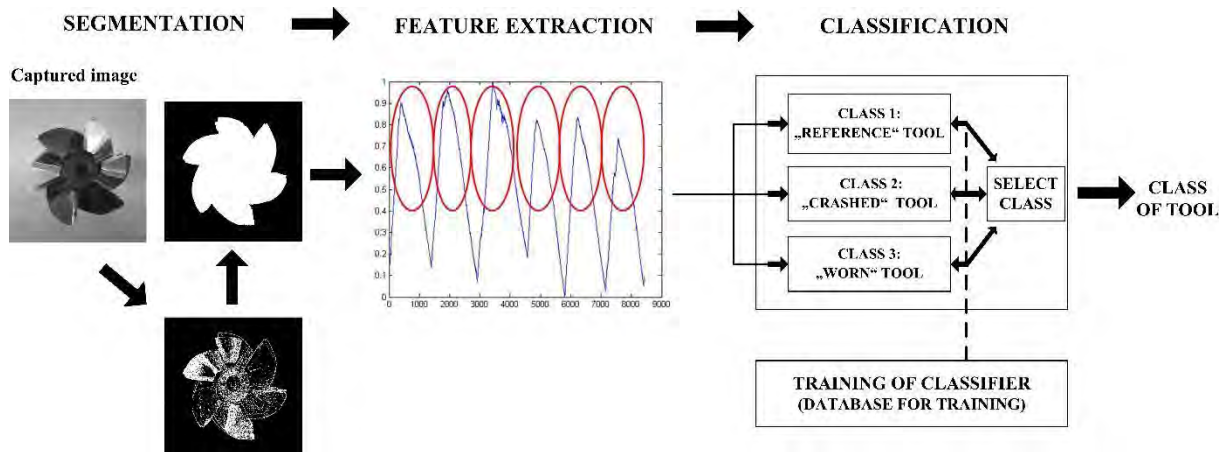 SEGMENTATION
FEATURE EXTRACTION
CLASSIFICATION
Captured image
1
0.9
0.8
0.7
0.6
0.5
0.4
0.3
0.2
0.1
0
0
1000
2000
3000
4000
5000
6000
7000
8000
9000
CLASS 1:
„REFERENCE“ TOOL
CLASS 2:
„CRASHED“ TOOL
CLASS 3:
„WORN“ TOOL
SELECT
CLASS
CLASS
OF TOOL
TRAINING OF CLASSIFIER
(DATABASE FOR TRAINING)